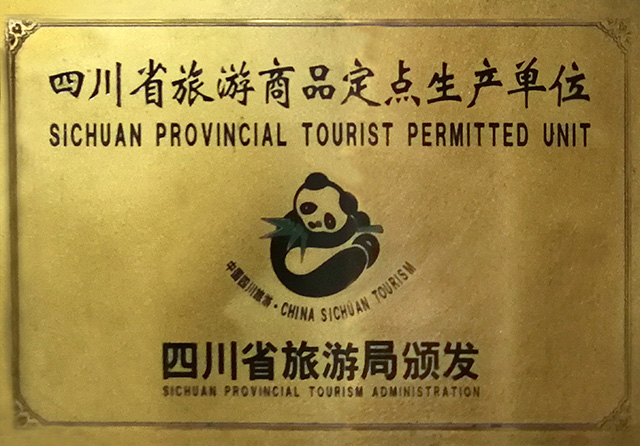 四川省旅游商品定点生产单位
SICHUAN PROVINCIAL TOURIST PERMITTED UNIT
中国四川旅游·CHINA SICHUAN TOURISM
四川省旅游局颁发
SICHUAN PROVINCIAL TOURISM ADMINISTRATION